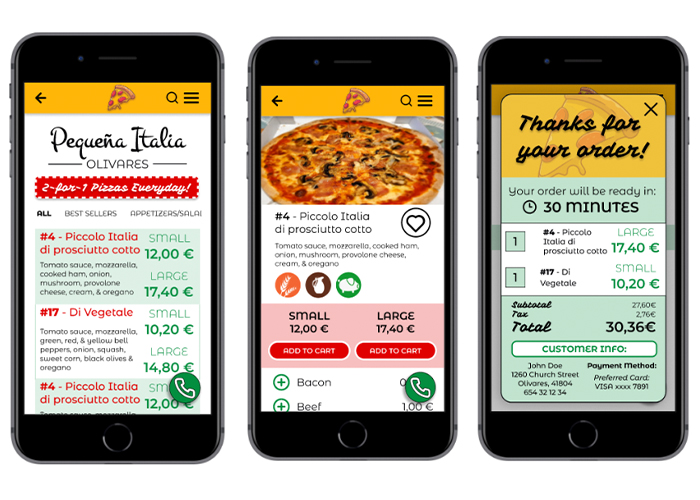 Pequeña Italia
OLIVARES
2-for-1 Pizzas Everyday!
ALL BEST SELLERS APPETIZERS/SALA
#4 - Piccolo Italia
di prosciutto cotto
Tomato sauce, mozzarella,
cooked ham, onion,
mushroom, provolone
cheese, cream, & oregano
SMALL
12,00 €
LARGE
17,40 €
#17 - Di Vegetale
Tomato sauce, mozzarella,
green, red, & yellow bell
peppers, onion, squash,
sweet corn, black olives &
oregano
SMALL
10,20 €
LARGE
14,80 €
#4 - Piccolo Italia
di prosciutto cotto
Tomato sauce, mozzarella,
SMALL
12,00 €
#4 - Piccolo Italia
di prosciutto cotto
Tomato sauce, mozzarella, cooked ham,
onion, mushroom, provolone cheese,
cream, & oregano
SMALL
12,00 €
ADD TO CART
LARGE
17,40 €
ADD TO CART
Bacon
Beef 1,00 €
Thanks for
your order!
Your order will be ready in:
30 MINUTES
1
#4 - Piccolo
Italia di
prosciutto cotto
LARGE
17,40 €
1
#17 - Di
Vegetale
SMALL
10,20 €
Subtotal 27,60€
Tax 2,76€
Total 30,36€
CUSTOMER INFO:
John Doe
1260 Church Street
Olivares, 41804
654 32 12 34
Payment Method:
Preferred Card:
VISA xxxx 7891